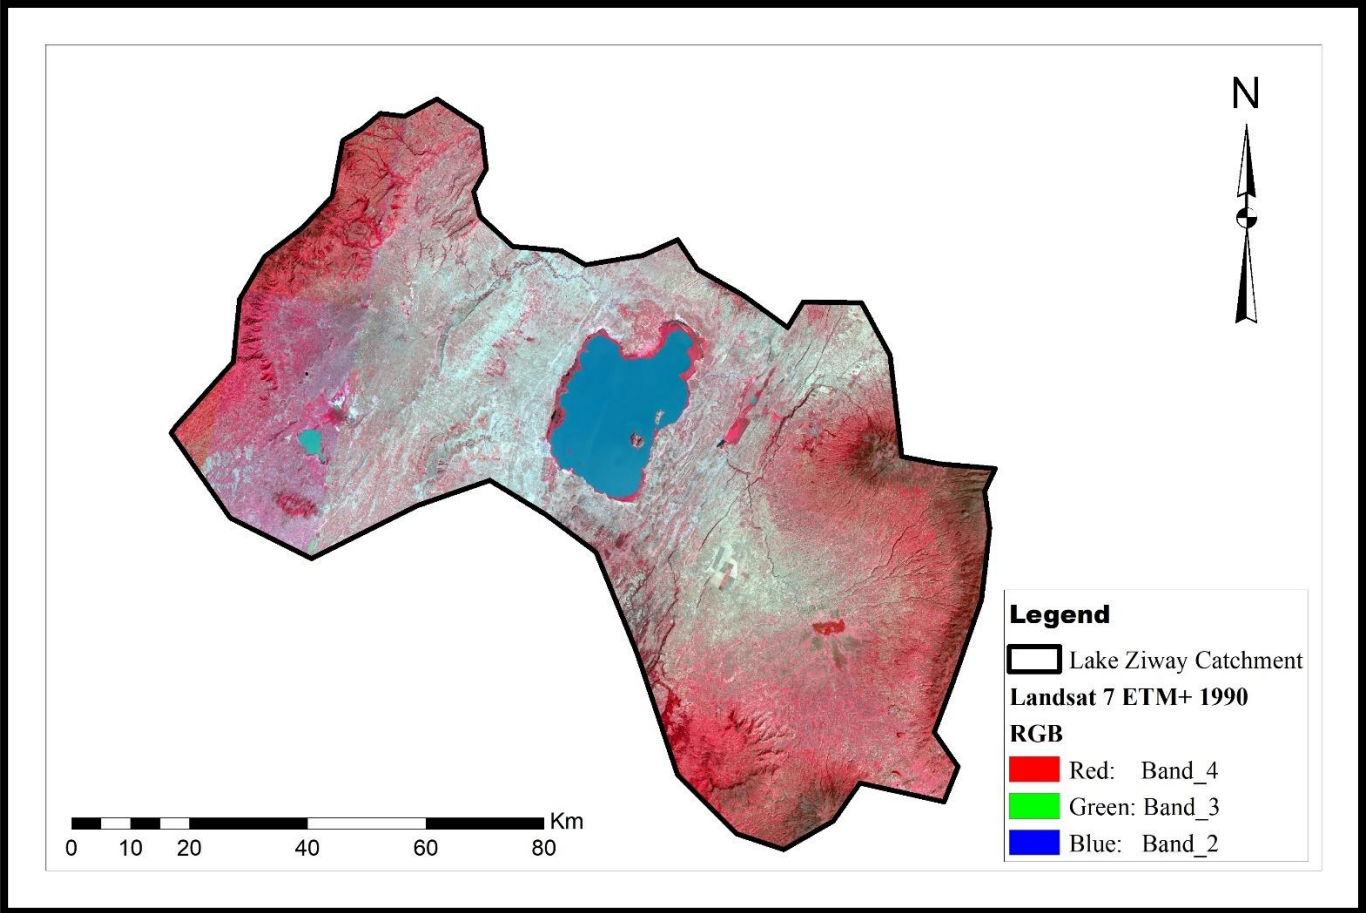 N
Legend
Lake Ziway Catchment
Landsat 7 ETM+ 1990
RGB
Red: Band_4
Green: Band_3
Blue: Band_2
Km
0 10 20 40 60 80